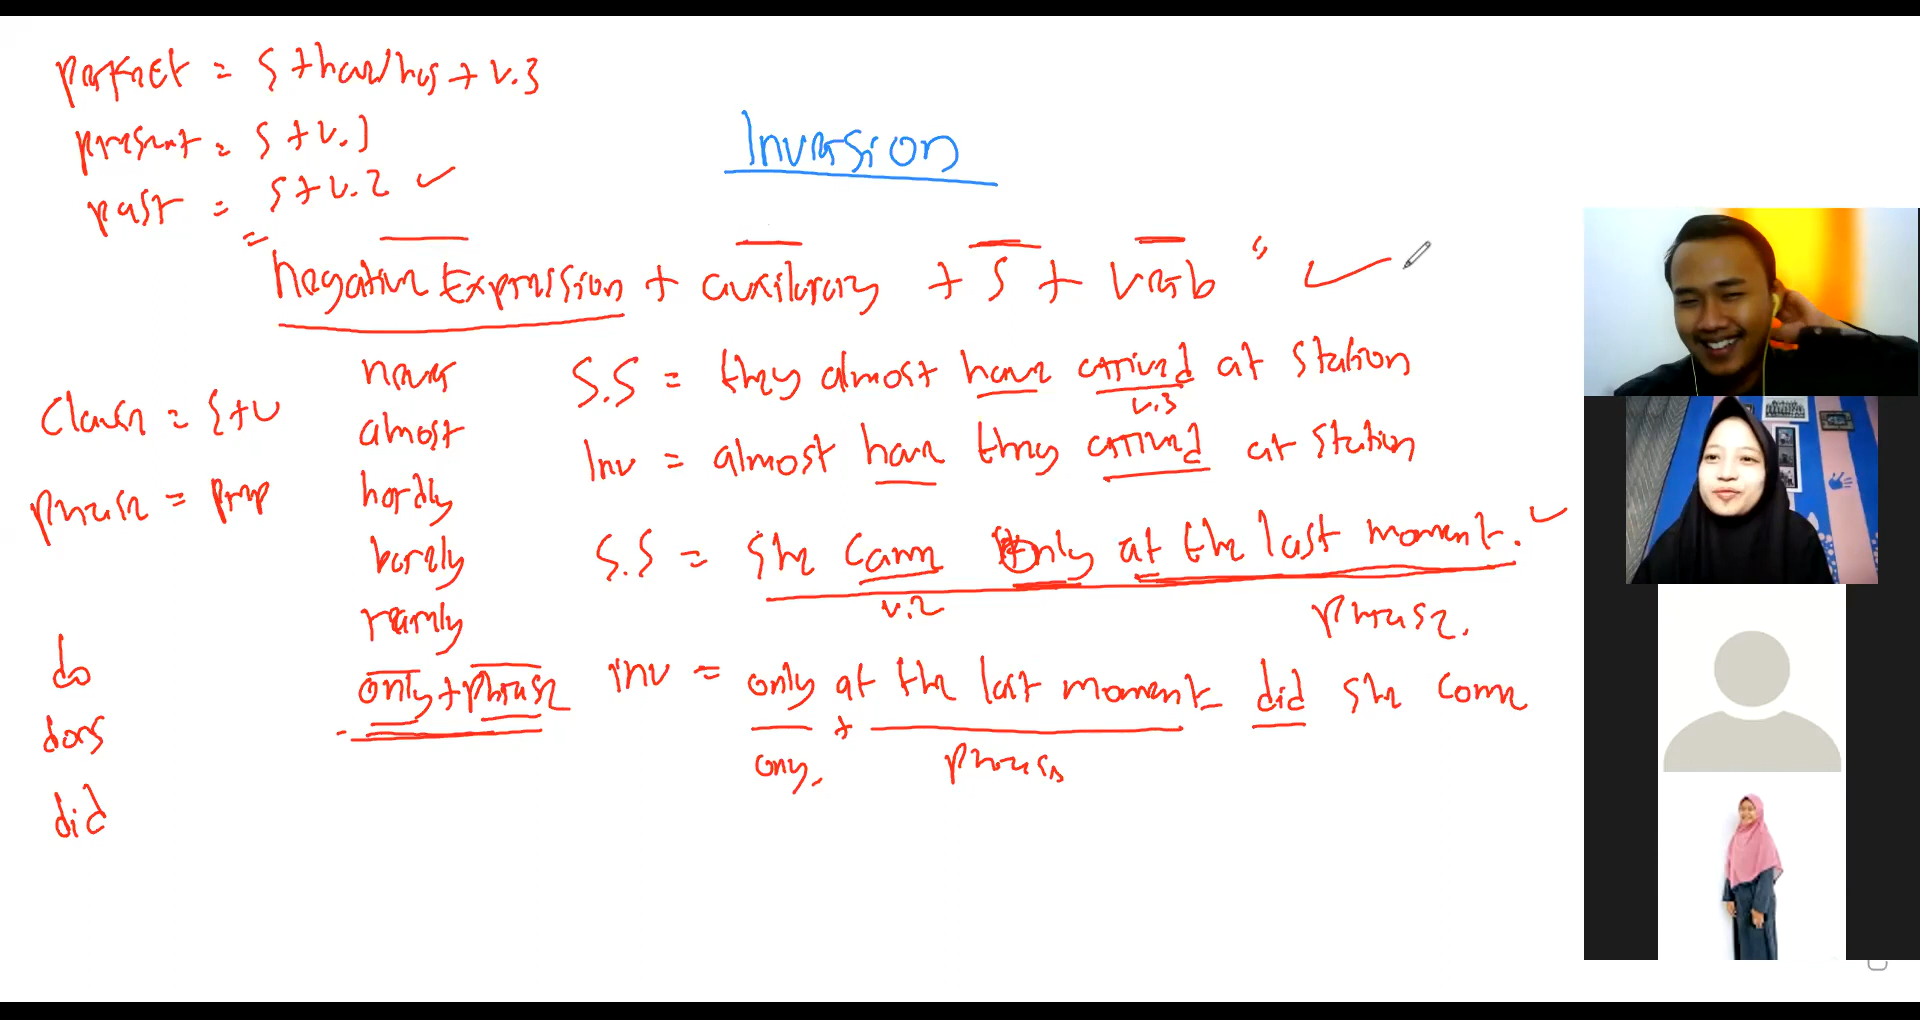 perfect = S + have/has + V.3
present = S + V.1
past = S + V.2 ✓
Inversion
" negative Expression + auxilarary + S + verb " ✓
never
almost
hardly
barely
rarely
only + phrase
S.S = they almost have arrived at station
V.3
Inv = almost have they arrived at station
S.S = she came only at the last moment. ✓
V.2
phrase.
inv = only at the last moment did she come
ony. + phrase
Clause = S + V
phrase = prep
do
does
did